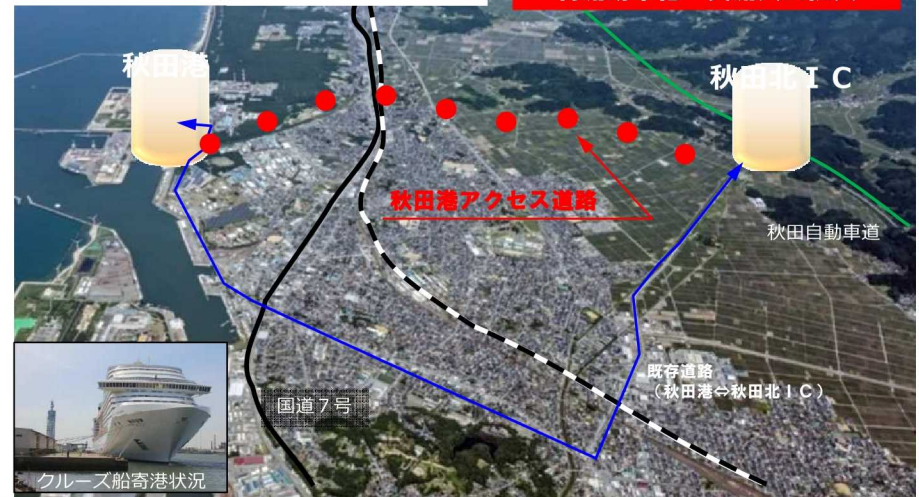 秋田港
秋田北ＩＣ
秋田港アクセス道路
秋田自動車道
既存道路
（秋田港⇔秋田北ＩＣ）
国道７号
クルーズ船寄港状況